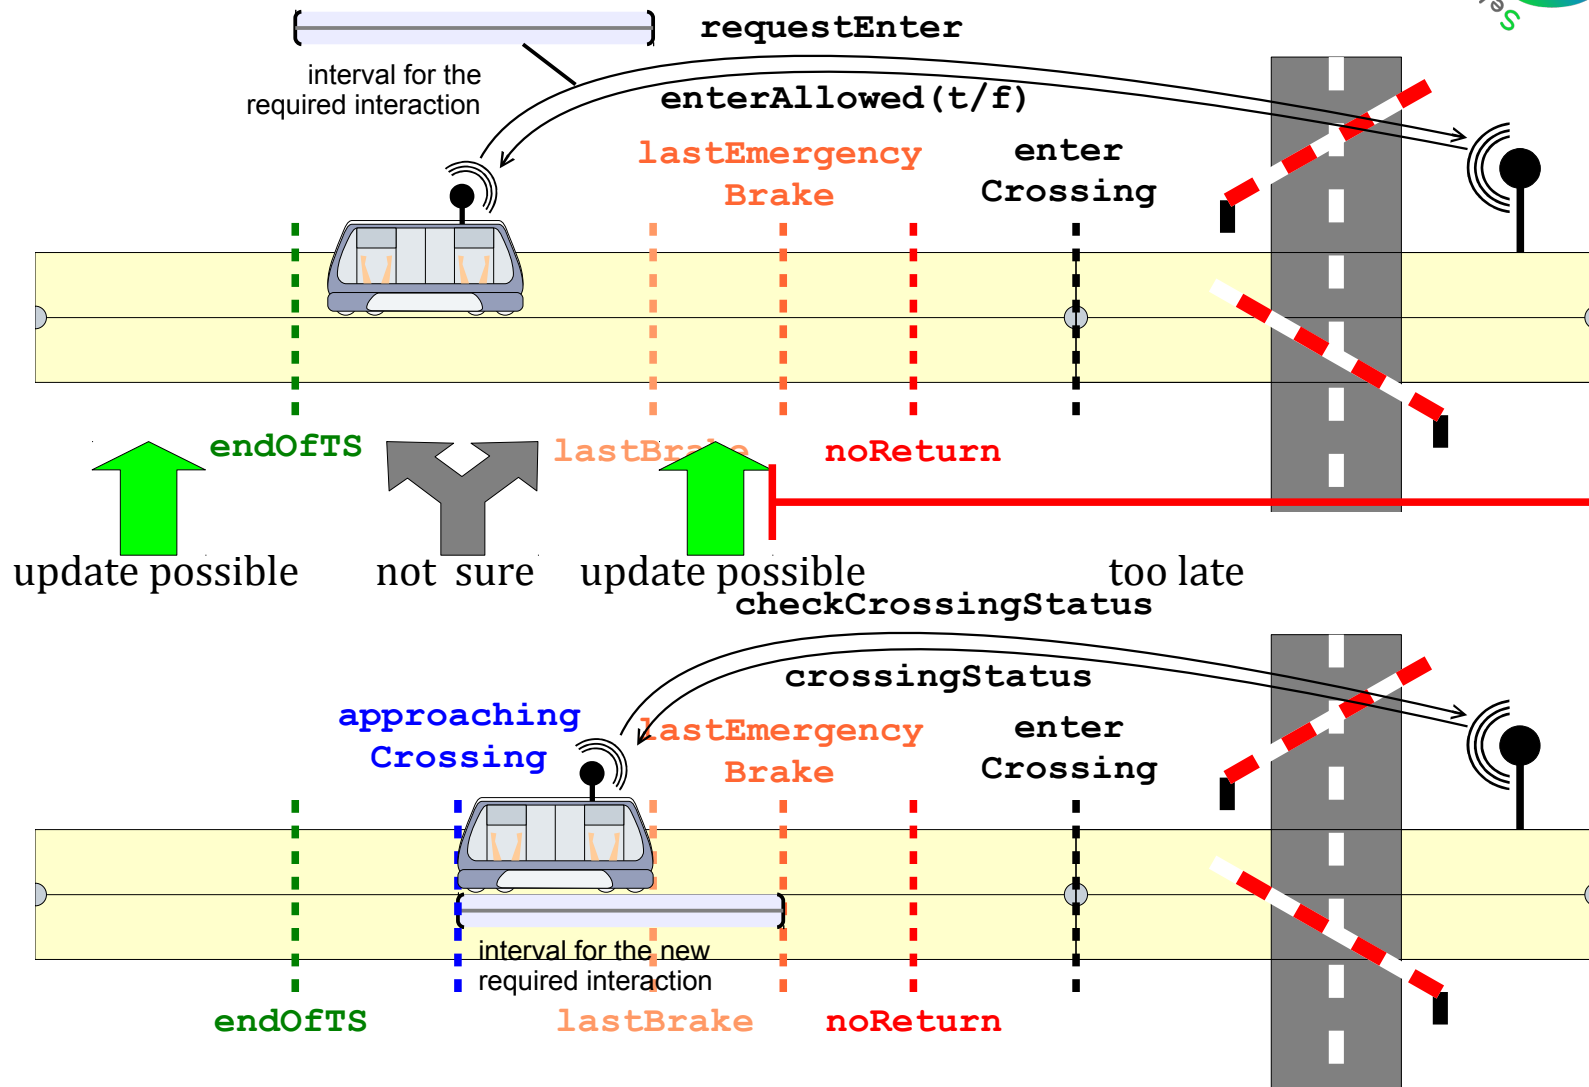 requestEnter
interval for the
required interaction
enterAllowed(t/f)
lastEmergency
Brake
enter
Crossing
endOfTS
lastBrake
noReturn
update possible
not sure
update possible
too late
checkCrossingStatus
crossingStatus
approaching
Crossing
lastEmergency
Brake
enter
Crossing
interval for the new
required interaction
endOfTS
lastBrake
noReturn